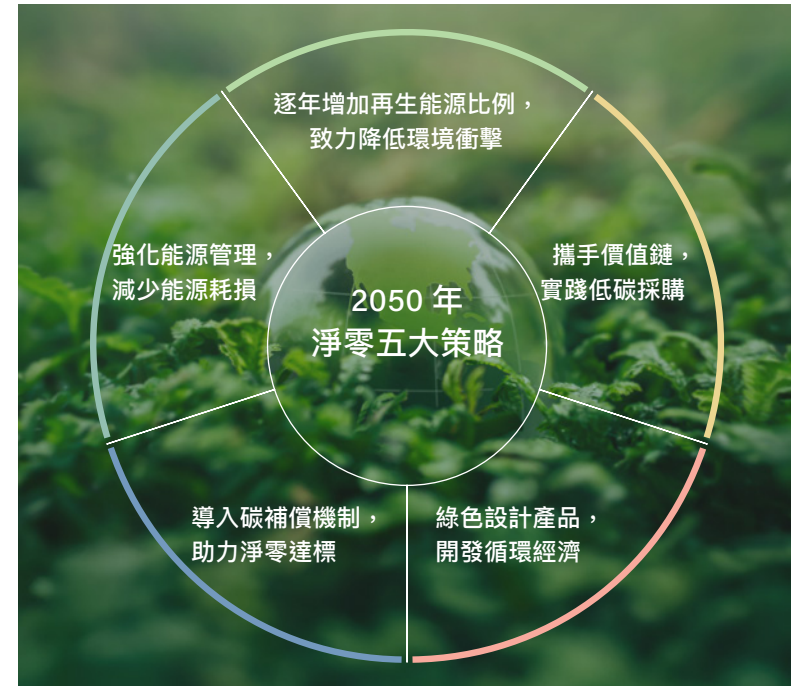 逐年增加再生能源比例，
致力降低環境衝擊
強化能源管理，
減少能源耗損
攜手價值鏈，
實踐低碳採購
2050 年
淨零五大策略
導入碳補償機制，
助力淨零達標
綠色設計產品，
開發循環經濟